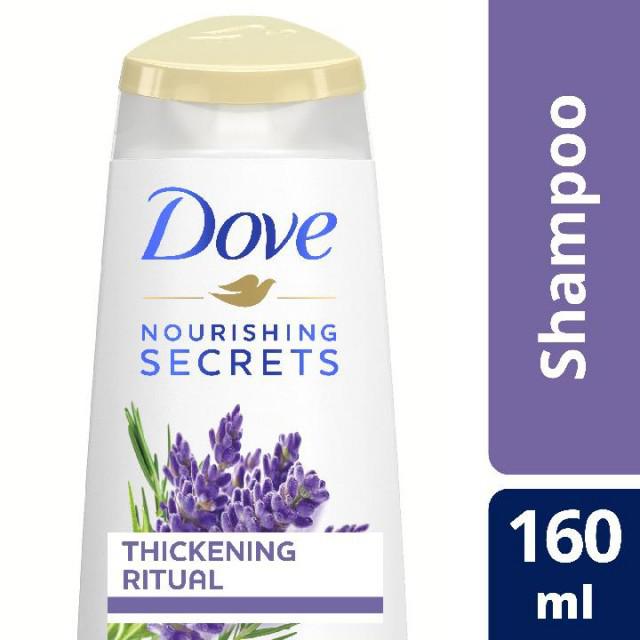 Dove
NOURISHING
SECRETS
THICKENING
RITUAL
Shampoo
160
ml